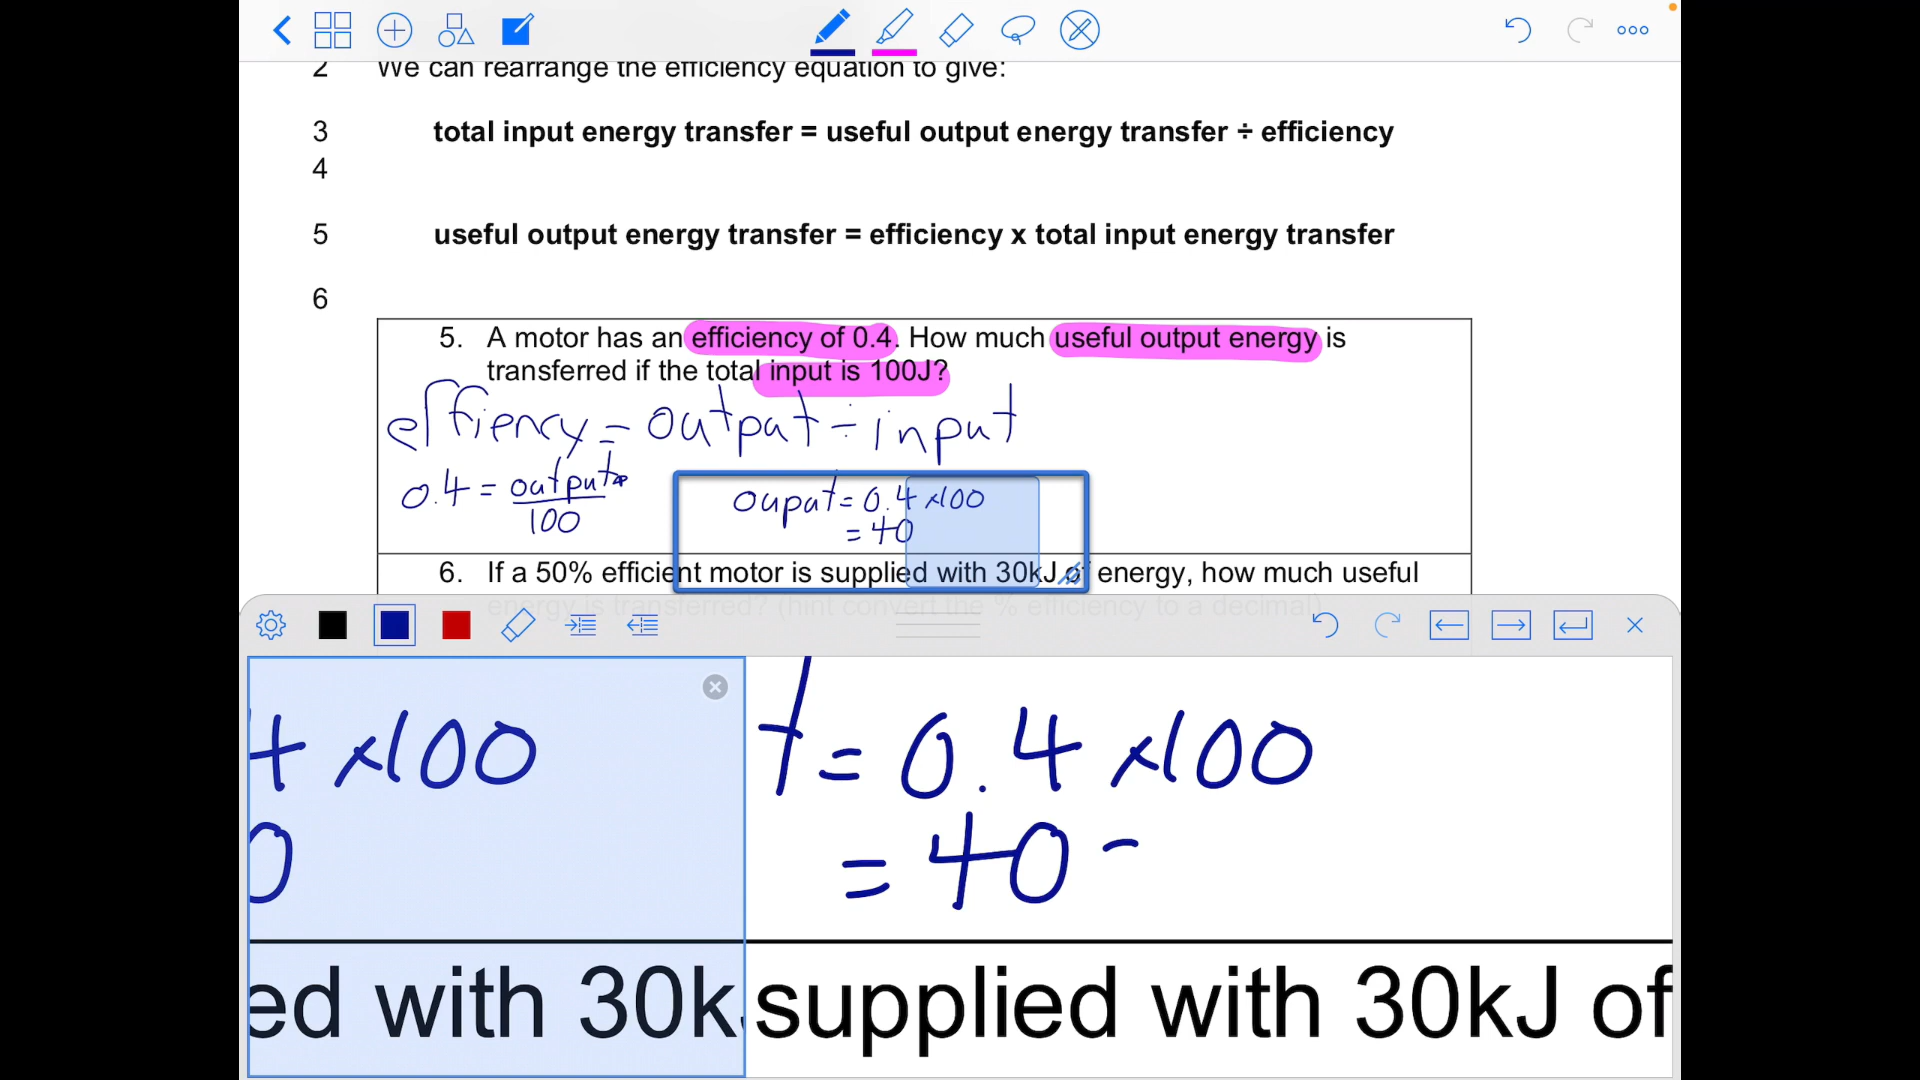 2 We can rearrange the efficiency equation to give:
3 total input energy transfer = useful output energy transfer ÷ efficiency
4
5 useful output energy transfer = efficiency x total input energy transfer
6
5. A motor has an efficiency of 0.4. How much useful output energy is
transferred if the total input is 100J?
effiency = output ÷ input
0.4 = output
100
ouput = 0.4 x100
= 40
6. If a 50% efficient motor is supplied with 30kJ of energy, how much useful
energy is transferred? (hint convert the % efficiency to a decimal)
4 x100
0
ed with 30k
t = 0.4 x100
= 40
supplied with 30kJ of